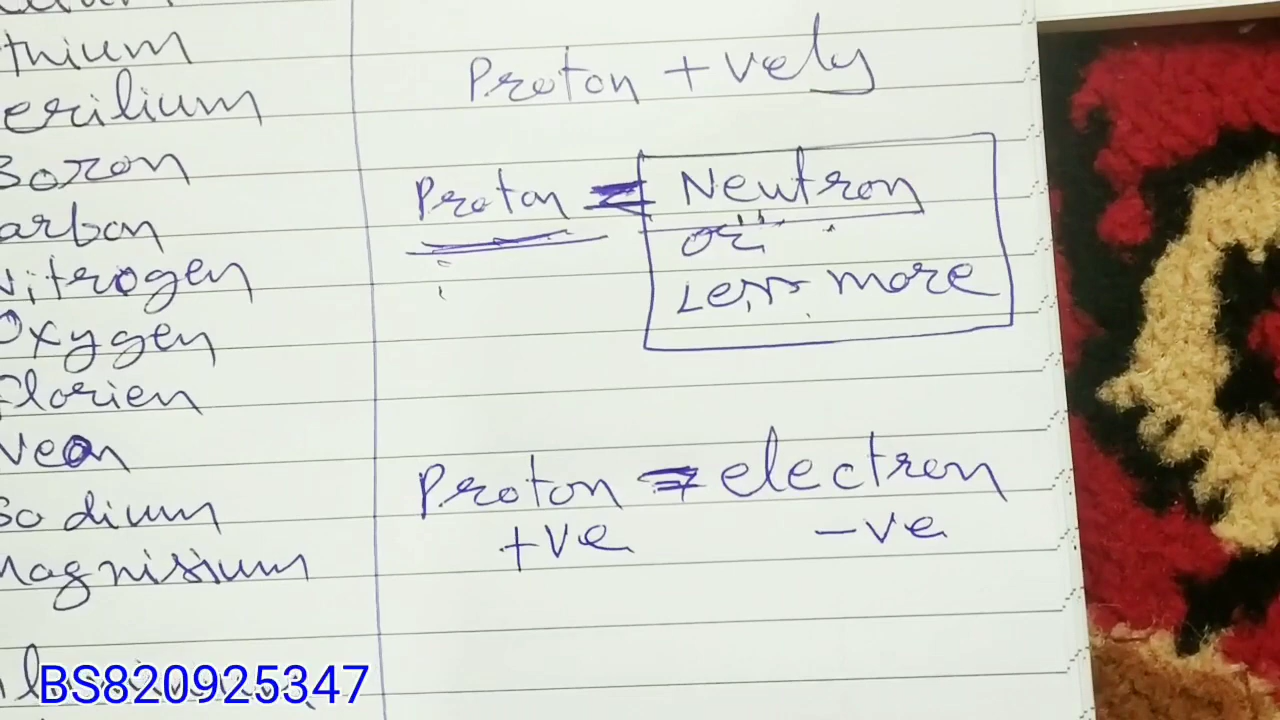 thium
erilium
Boron
arbon
Nitrogen
Oxygen
florien
Neon
Sodium
Magnisium
Proton +vely
Proton = Neutron
or
Less more
Proton = electron
+ve -ve
BS820925347